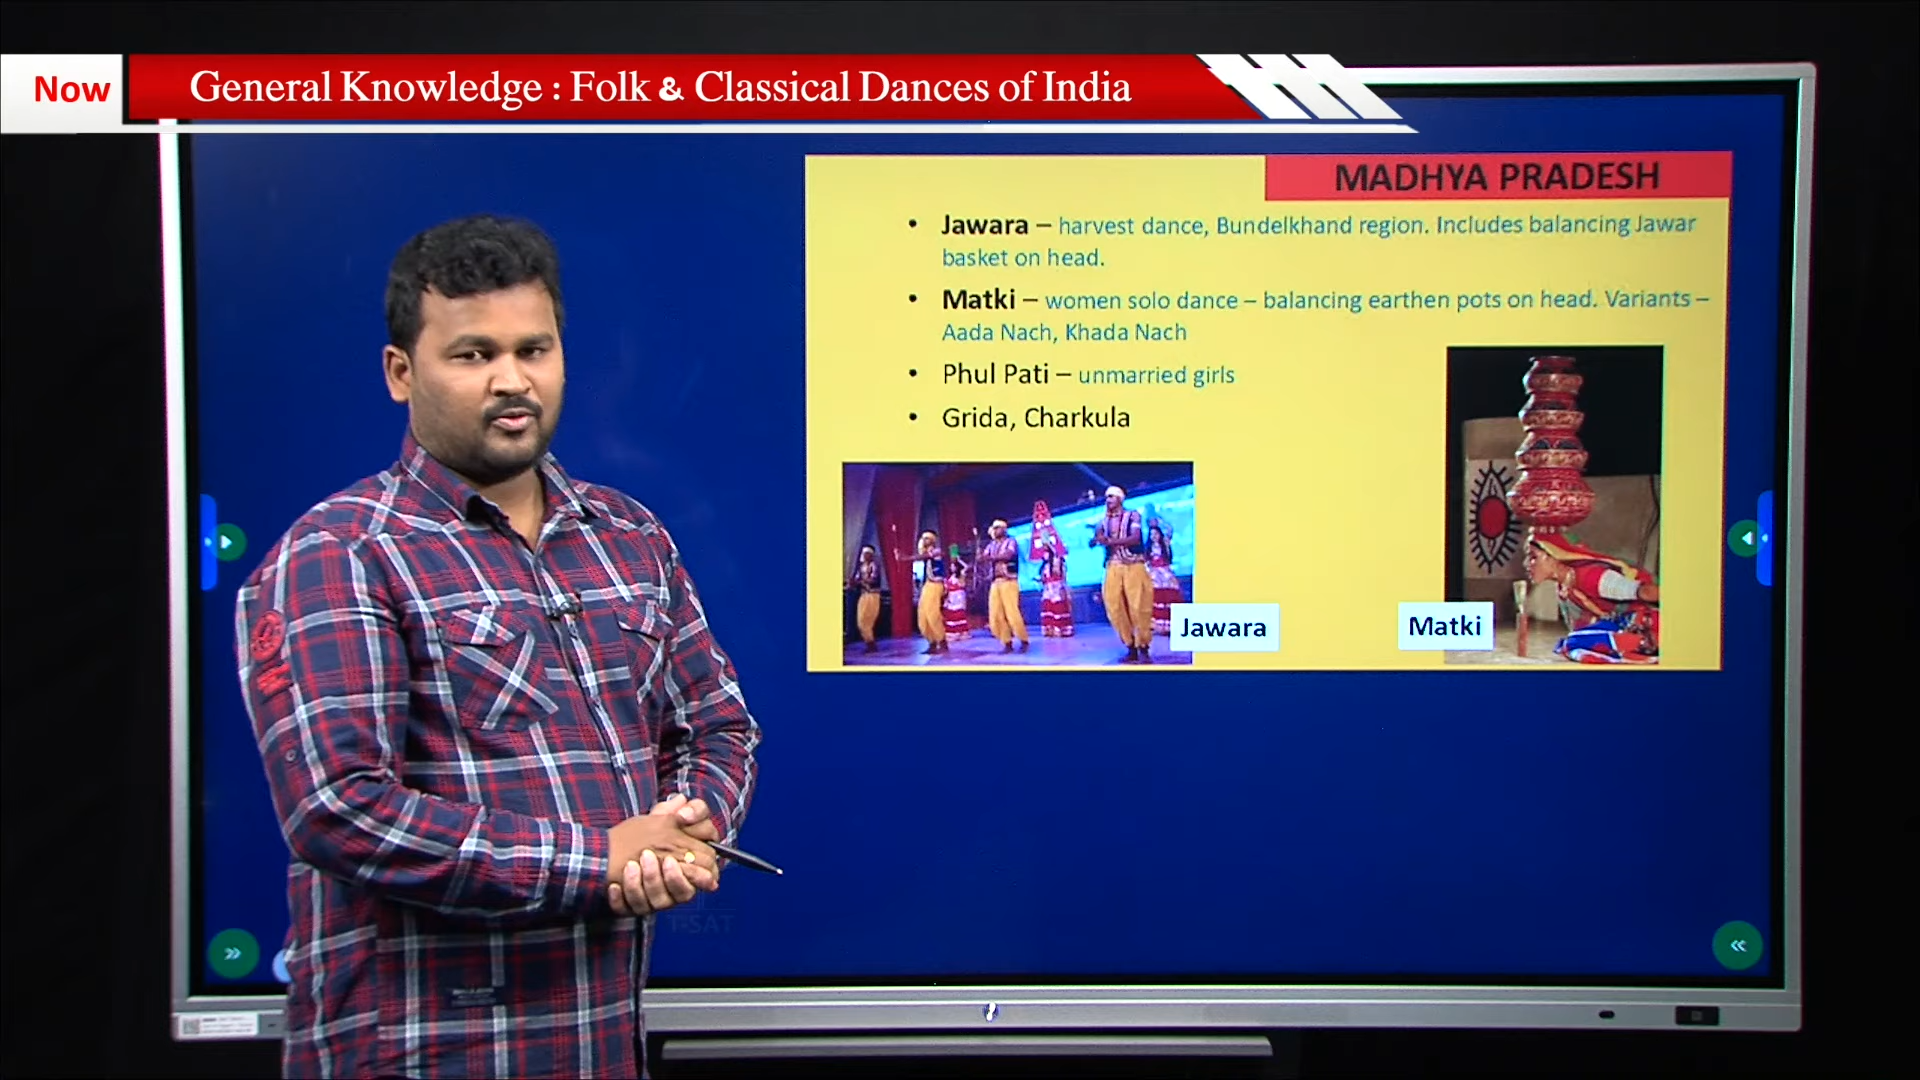 Now
General Knowledge : Folk & Classical Dances of India
MADHYA PRADESH
• Jawara – harvest dance, Bundelkhand region. Includes balancing Jawar
basket on head.
• Matki – women solo dance – balancing earthen pots on head. Variants –
Aada Nach, Khada Nach
• Phul Pati – unmarried girls
• Grida, Charkula
Jawara
Matki
T-SAT